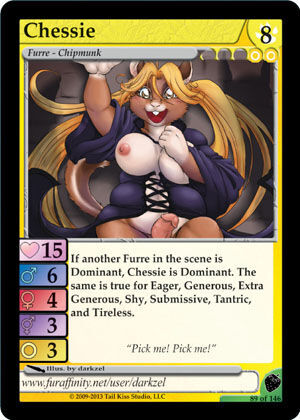 Chessie
8
Furre - Chipmunk
15
6
4
3
3
If another Furre in the scene is
Dominant, Chessie is Dominant. The
same is true for Eager, Generous, Extra
Generous, Shy, Submissive, Tantric,
and Tireless.
"Pick me! Pick me!"
Illus. by darkzel
www.furaffinity.net/user/darkzel
© 2009-2013 Tail Kiss Studio, LLC
89 of 146